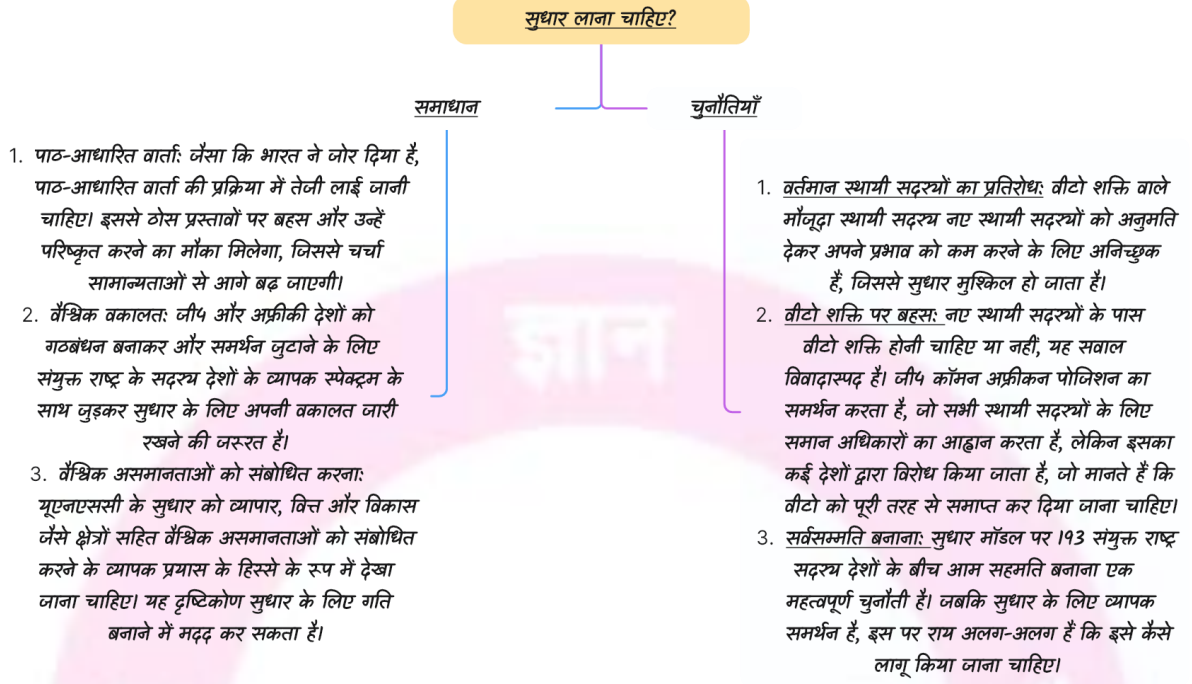 सुधार लाना चाहिए?
समाधान
1. पाठ-आधारित वार्ता: जैसा कि भारत ने जोर दिया है,
पाठ-आधारित वार्ता की प्रक्रिया में तेजी लाई जानी
चाहिए। इससे ठोस प्रस्तावों पर बहस और उन्हें
परिष्कृत करने का मौका मिलेगा, जिससे चर्चा
सामान्यताओं से आगे बढ़ जाएगी।
2. वैश्विक वकालत: जी4 और अफ्रीकी देशों को
गठबंधन बनाकर और समर्थन जुटाने के लिए
संयुक्त राष्ट्र के सदस्य देशों के व्यापक स्पेक्ट्रम के
साथ जुड़कर सुधार के लिए अपनी वकालत जारी
रखने की जरूरत है।
3. वैश्विक असमानताओं को संबोधित करना:
यूएनएससी के सुधार को व्यापार, वित्त और विकास
जैसे क्षेत्रों सहित वैश्विक असमानताओं को संबोधित
करने के व्यापक प्रयास के हिस्से के रूप में देखा
जाना चाहिए। यह दृष्टिकोण सुधार के लिए गति
बनाने में मदद कर सकता है।
चुनौतियाँ
1. वर्तमान स्थायी सदस्यों का प्रतिरोध: वीटो शक्ति वाले
मौजूदा स्थायी सदस्य नए स्थायी सदस्यों को अनुमति
देकर अपने प्रभाव को कम करने के लिए अनिच्छुक
हैं, जिससे सुधार मुश्किल हो जाता है।
2. वीटो शक्ति पर बहस: नए स्थायी सदस्यों के पास
वीटो शक्ति होनी चाहिए या नहीं, यह सवाल
विवादास्पद है। जी4 कॉमन अफ्रीकन पोजिशन का
समर्थन करता है, जो सभी स्थायी सदस्यों के लिए
समान अधिकारों का आह्वान करता है, लेकिन इसका
कई देशों द्वारा विरोध किया जाता है, जो मानते हैं कि
वीटो को पूरी तरह से समाप्त कर दिया जाना चाहिए।
3. सर्वसम्मति बनाना: सुधार मॉडल पर 193 संयुक्त राष्ट्र
सदस्य देशों के बीच आम सहमति बनाना एक
महत्वपूर्ण चुनौती है। जबकि सुधार के लिए व्यापक
समर्थन है, इस पर राय अलग-अलग हैं कि इसे कैसे
लागू किया जाना चाहिए।
ज्ञान